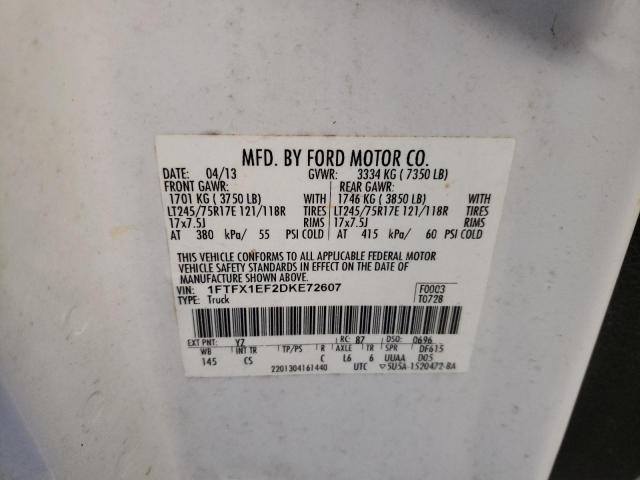 MFD. BY FORD MOTOR CO.
DATE: 04/13 GVWR: 3334 KG ( 7350 LB)
FRONT GAWR: REAR GAWR:
1701 KG ( 3750 LB) WITH 1746 KG ( 3850 LB) WITH
LT245/75R17E 121/118R TIRES LT245/75R17E 121/118R TIRES
17x7.5J RIMS 17x7.5J RIMS
AT 380 kPa/ 55 PSI COLD AT 415 kPa/ 60 PSI COLD
THIS VEHICLE CONFORMS TO ALL APPLICABLE FEDERAL MOTOR
VEHICLE SAFETY STANDARDS IN EFFECT ON THE DATE OF
MANUFACTURE SHOWN ABOVE.
VIN: 1FTFX1EF2DKE72607 F0003
TYPE: Truck T0728
EXT PNT: YZ RC: 87 DSO: 0696
WB INT TR TP/PS R AXLE TR SPR DF615
145 CS C L6 6 UUAA D05
2201304161440 UTC ▽5U5A-1520472-BA